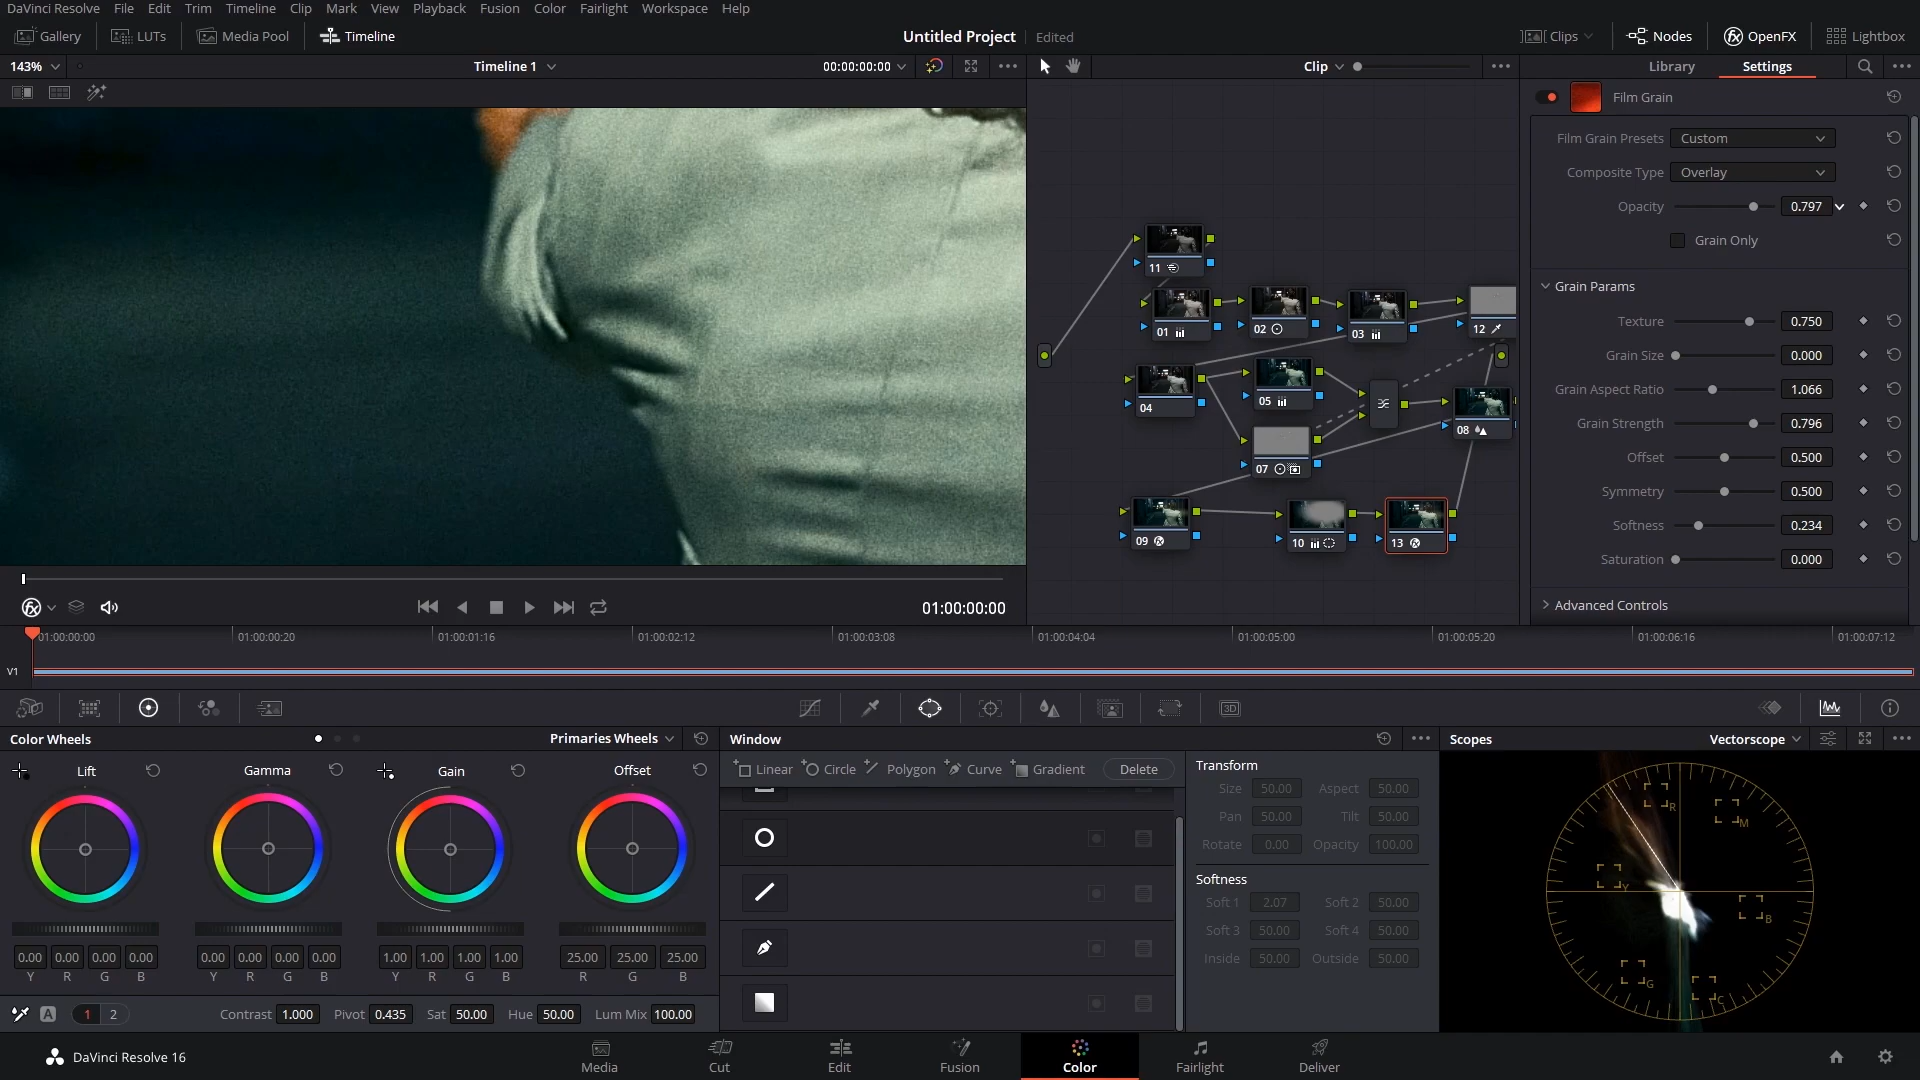 DaVinci Resolve File Edit Trim Timeline Clip Mark View Playback Fusion Color Fairlight Workspace Help
Gallery LUTs Media Pool Timeline Untitled Project Edited Clips Nodes OpenFX Lightbox
143% Timeline 1 00:00:00:00 Clip Library Settings
Film Grain
Film Grain Presets Custom
Composite Type Overlay
Opacity 0.797
Grain Only
Grain Params
Texture 0.750
Grain Size 0.000
Grain Aspect Ratio 1.066
Grain Strength 0.796
Offset 0.500
Symmetry 0.500
Softness 0.234
Saturation 0.000
Advanced Controls
11
01 02 03 12
04 05 08
07
09 10 13
01:00:00:00
01:00:00:00 01:00:00:20 01:00:01:16 01:00:02:12 01:00:03:08 01:00:04:04 01:00:05:00 01:00:05:20 01:00:06:16 01:00:07:12
V1
3D
Color Wheels Primaries Wheels Window Scopes Vectorscope
Lift Gamma Gain Offset
Linear Circle Polygon Curve Gradient Delete
Transform
Size 50.00 Aspect 50.00
Pan 50.00 Tilt 50.00
Rotate 0.00 Opacity 100.00
Softness
Soft 1 2.07 Soft 2 50.00
Soft 3 50.00 Soft 4 50.00
Inside 50.00 Outside 50.00
R M Y B G C
0.00 0.00 0.00 0.00 0.00 0.00 0.00 0.00 1.00 1.00 1.00 1.00 25.00 25.00 25.00
Y R G B Y R G B Y R G B R G B
A 1 2 Contrast 1.000 Pivot 0.435 Sat 50.00 Hue 50.00 Lum Mix 100.00
DaVinci Resolve 16 Media Cut Edit Fusion Color Fairlight Deliver